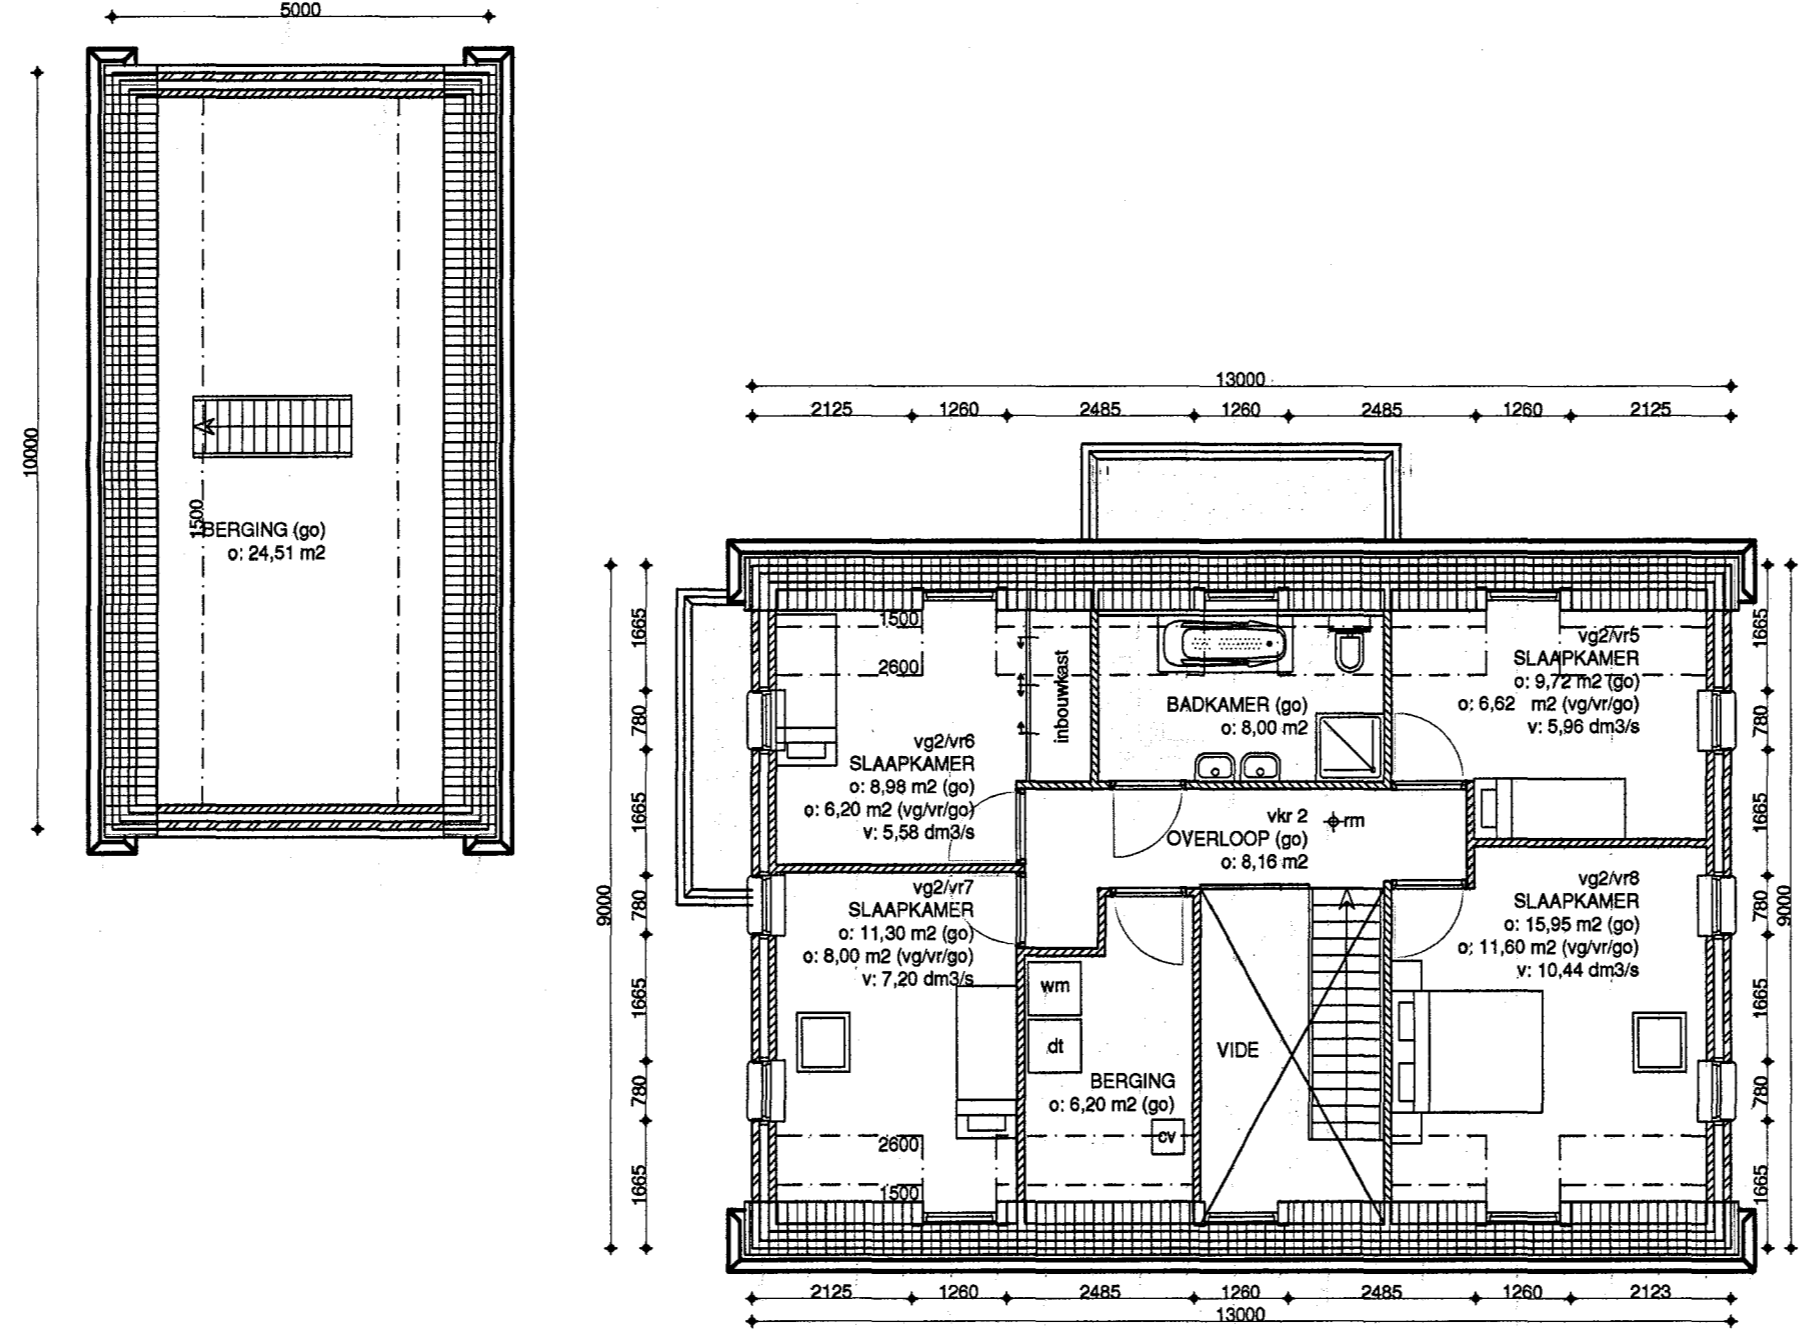 5000
10000
1500
BERGING (go)
o: 24,51 m2
13000
2125
1260
2485
1260
2485
1260
2125
9000
1665
780
1665
780
1665
780
1665
1500
2600
inbouwkast
vg2/vr6
SLAAPKAMER
o: 8,98 m2 (go)
o: 6,20 m2 (vg/vr/go)
v: 5,58 dm3/s
BADKAMER (go)
o: 8,00 m2
vg2/vr5
SLAAPKAMER
o: 9,72 m2 (go)
o: 6,62 m2 (vg/vr/go)
v: 5,96 dm3/s
vkr 2
rm
OVERLOOP (go)
o: 8,16 m2
vg2/vr7
SLAAPKAMER
o: 11,30 m2 (go)
o: 8,00 m2 (vg/vr/go)
v: 7,20 dm3/s
wm
dt
BERGING
o: 6,20 m2 (go)
cv
VIDE
vg2/vr8
SLAAPKAMER
o: 15,95 m2 (go)
o: 11,60 m2 (vg/vr/go)
v: 10,44 dm3/s
2600
1500
1665
780
1665
780
1665
780
1665
9000
2125
1260
2485
1260
2485
1260
2123
13000